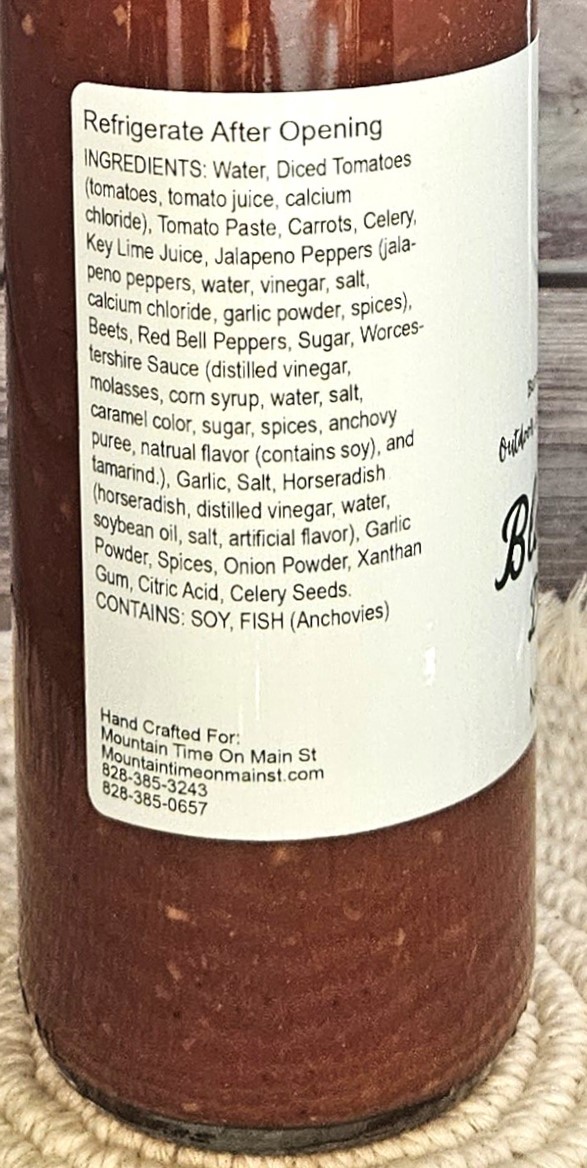 Refrigerate After Opening
INGREDIENTS: Water, Diced Tomatoes
(tomatoes, tomato juice, calcium
chloride), Tomato Paste, Carrots, Celery,
Key Lime Juice, Jalapeno Peppers (jala-
peno peppers, water, vinegar, salt,
calcium chloride, garlic powder, spices),
Beets, Red Bell Peppers, Sugar, Worces-
tershire Sauce (distilled vinegar,
molasses, corn syrup, water, salt,
caramel color, sugar, spices, anchovy
puree, natrual flavor (contains soy), and
tamarind.), Garlic, Salt, Horseradish
(horseradish, distilled vinegar, water,
soybean oil, salt, artificial flavor), Garlic
Powder, Spices, Onion Powder, Xanthan
Gum, Citric Acid, Celery Seeds.
CONTAINS: SOY, FISH (Anchovies)
Hand Crafted For:
Mountain Time On Main St
Mountaintimeonmainst.com
828-385-3243
828-385-0657
Outdoor